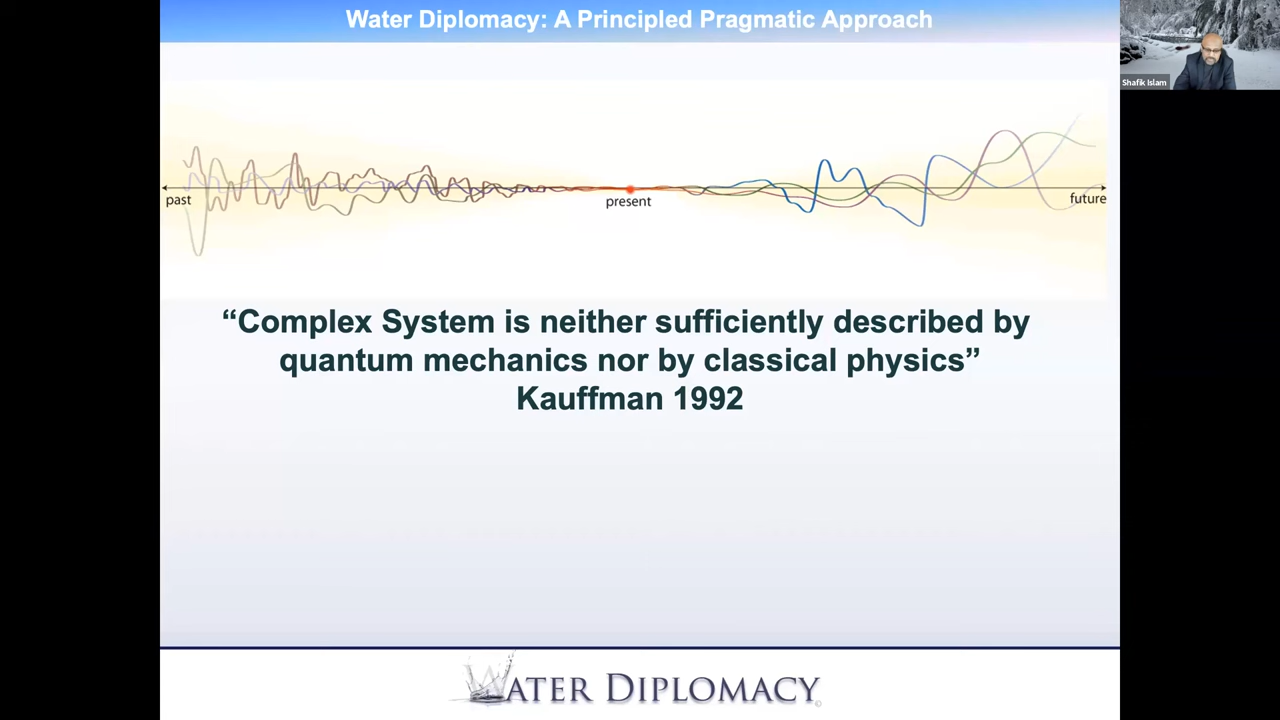 Water Diplomacy: A Principled Pragmatic Approach
Shafik Islam
past
present
future
“Complex System is neither sufficiently described by
quantum mechanics nor by classical physics”
Kauffman 1992
WATER DIPLOMACY
©